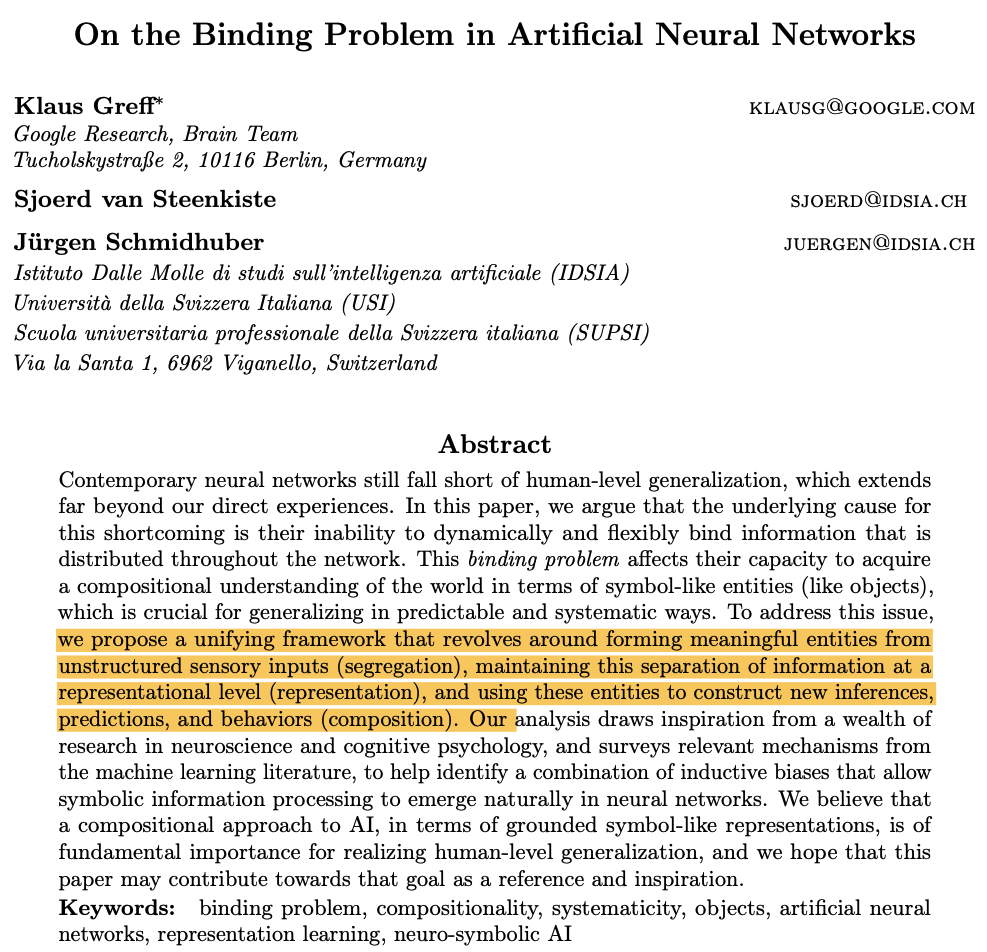 On the Binding Problem in Artificial Neural Networks
Klaus Greff* KLAUSG@GOOGLE.COM
Google Research, Brain Team
Tucholskystraße 2, 10116 Berlin, Germany
Sjoerd van Steenkiste SJOERD@IDSIA.CH
Jürgen Schmidhuber JUERGEN@IDSIA.CH
Istituto Dalle Molle di studi sull'intelligenza artificiale (IDSIA)
Università della Svizzera Italiana (USI)
Scuola universitaria professionale della Svizzera italiana (SUPSI)
Via la Santa 1, 6962 Viganello, Switzerland
Abstract
Contemporary neural networks still fall short of human-level generalization, which extends
far beyond our direct experiences. In this paper, we argue that the underlying cause for
this shortcoming is their inability to dynamically and flexibly bind information that is
distributed throughout the network. This binding problem affects their capacity to acquire
a compositional understanding of the world in terms of symbol-like entities (like objects),
which is crucial for generalizing in predictable and systematic ways. To address this issue,
we propose a unifying framework that revolves around forming meaningful entities from
unstructured sensory inputs (segregation), maintaining this separation of information at a
representational level (representation), and using these entities to construct new inferences,
predictions, and behaviors (composition). Our analysis draws inspiration from a wealth of
research in neuroscience and cognitive psychology, and surveys relevant mechanisms from
the machine learning literature, to help identify a combination of inductive biases that allow
symbolic information processing to emerge naturally in neural networks. We believe that
a compositional approach to AI, in terms of grounded symbol-like representations, is of
fundamental importance for realizing human-level generalization, and we hope that this
paper may contribute towards that goal as a reference and inspiration.
Keywords: binding problem, compositionality, systematicity, objects, artificial neural
networks, representation learning, neuro-symbolic AI